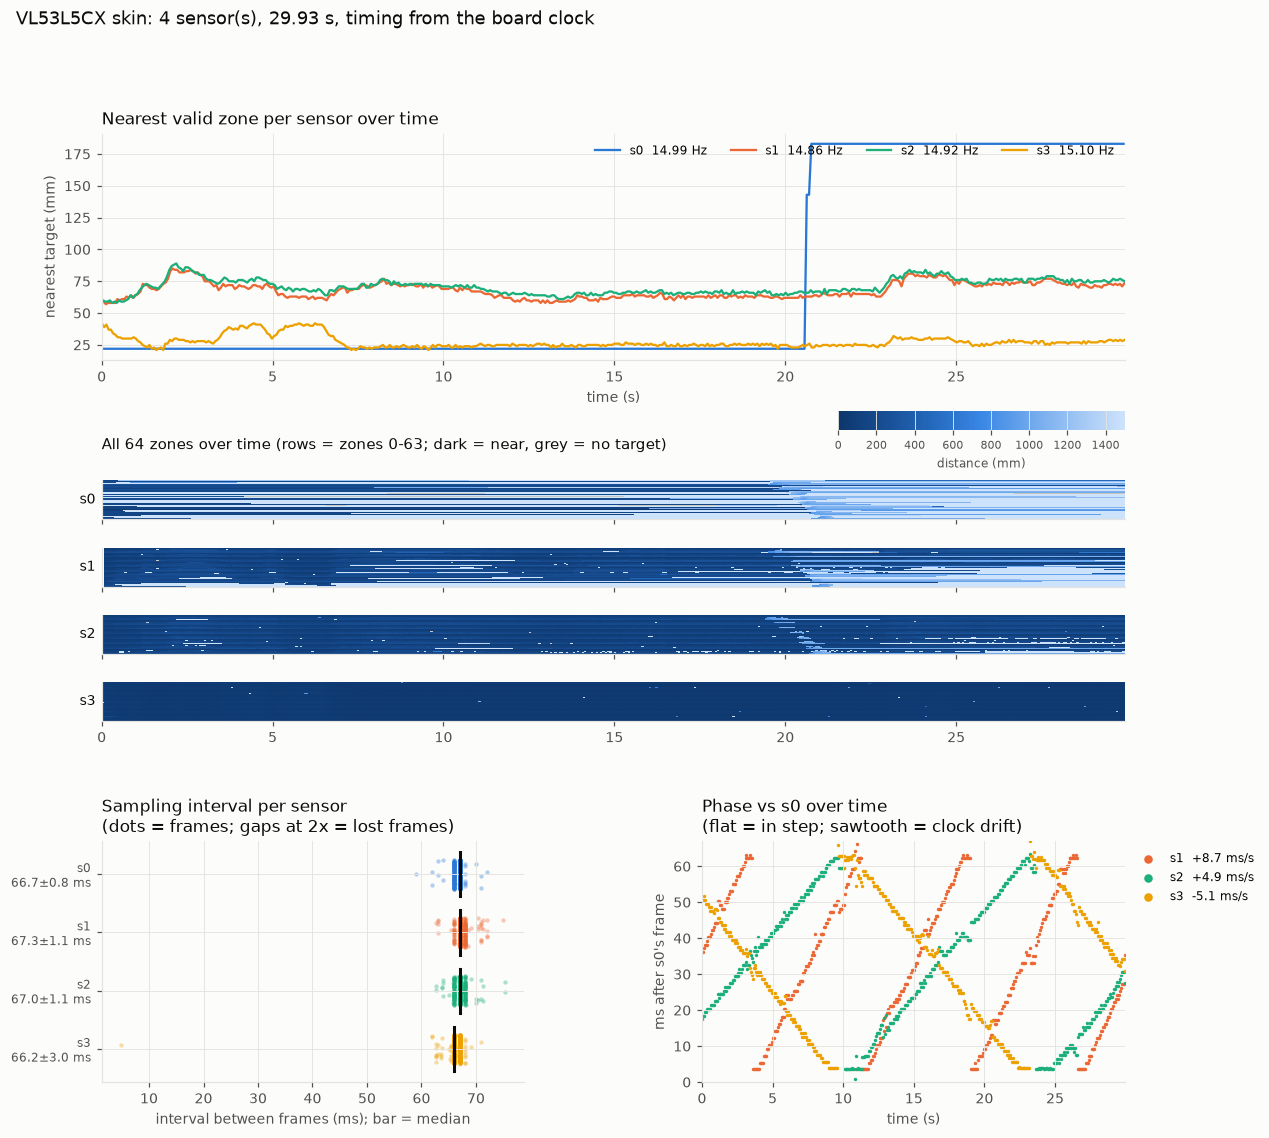 VL53L5CX skin: 4 sensor(s), 29.93 s, timing from the board clock
Nearest valid zone per sensor over time
s0 14.99 Hz s1 14.86 Hz s2 14.92 Hz s3 15.10 Hz
175
150
125
100
75
50
25
nearest target (mm)
0 5 10 15 20 25
time (s)
All 64 zones over time (rows = zones 0-63; dark = near, grey = no target)
0 200 400 600 800 1000 1200 1400
distance (mm)
s0
s1
s2
s3
0 5 10 15 20 25
Sampling interval per sensor
(dots = frames; gaps at 2x = lost frames)
s0
66.7±0.8 ms
s1
67.3±1.1 ms
s2
67.0±1.1 ms
s3
66.2±3.0 ms
10 20 30 40 50 60 70
interval between frames (ms); bar = median
Phase vs s0 over time
(flat = in step; sawtooth = clock drift)
60
50
40
30
20
10
0
ms after s0's frame
0 5 10 15 20 25
time (s)
s1 +8.7 ms/s
s2 +4.9 ms/s
s3 -5.1 ms/s